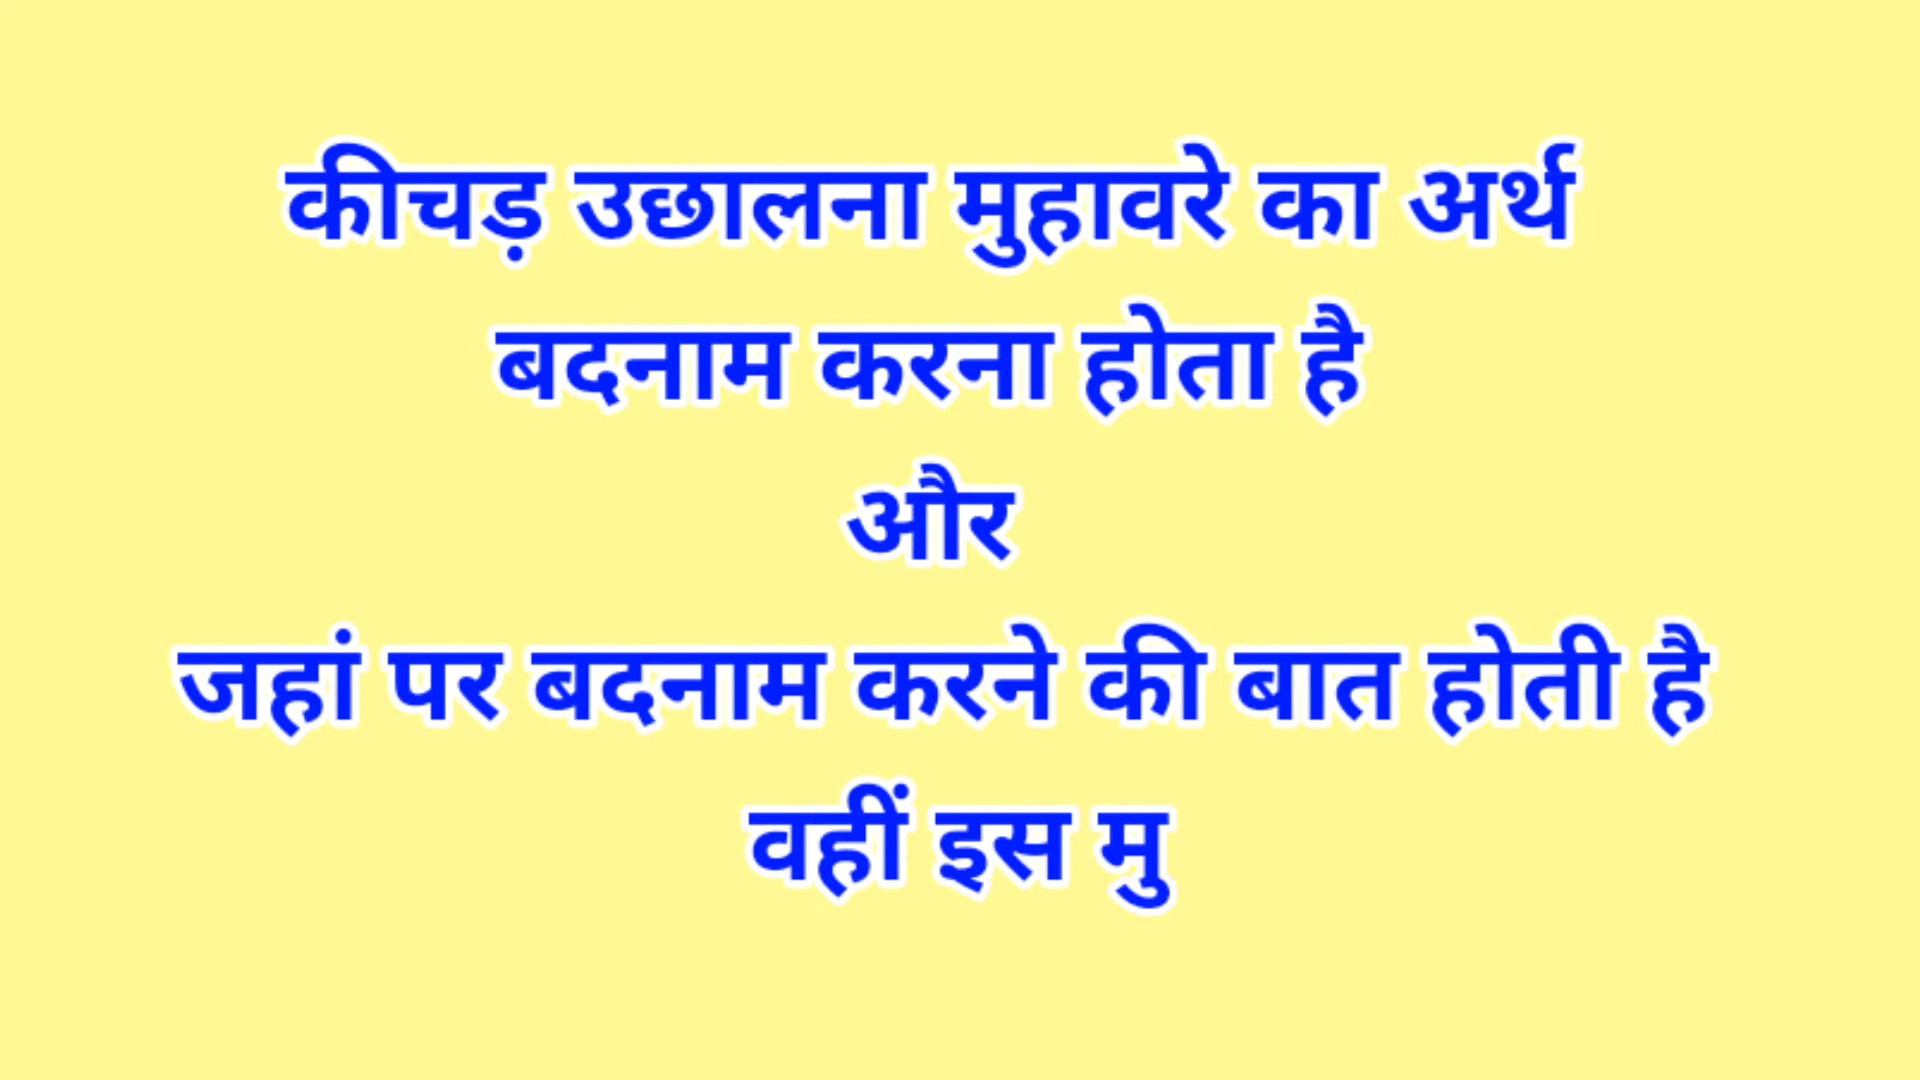 कीचड़ उछालना मुहावरे का अर्थ
बदनाम करना होता है
और
जहां पर बदनाम करने की बात होती है
वहीं इस मु